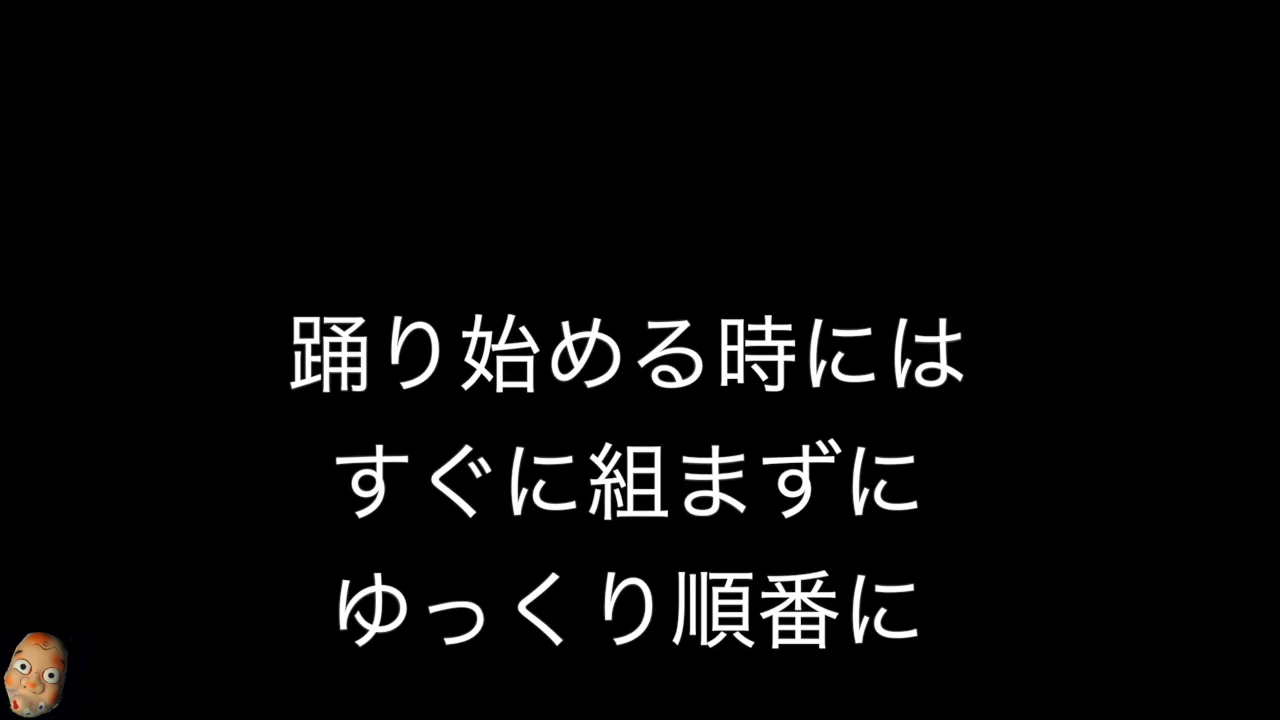 踊り始める時には
すぐに組まずに
ゆっくり順番に